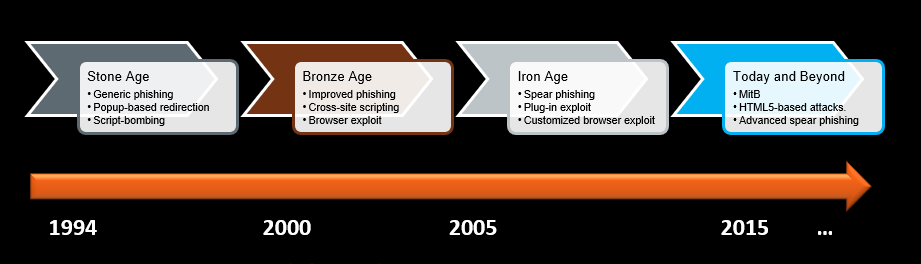 Stone Age
• Generic phishing
• Popup-based redirection
• Script-bombing
Bronze Age
• Improved phishing
• Cross-site scripting
• Browser exploit
Iron Age
• Spear phishing
• Plug-in exploit
• Customized browser exploit
Today and Beyond
• MitB
• HTML5-based attacks.
• Advanced spear phishing
1994
2000
2005
2015
...